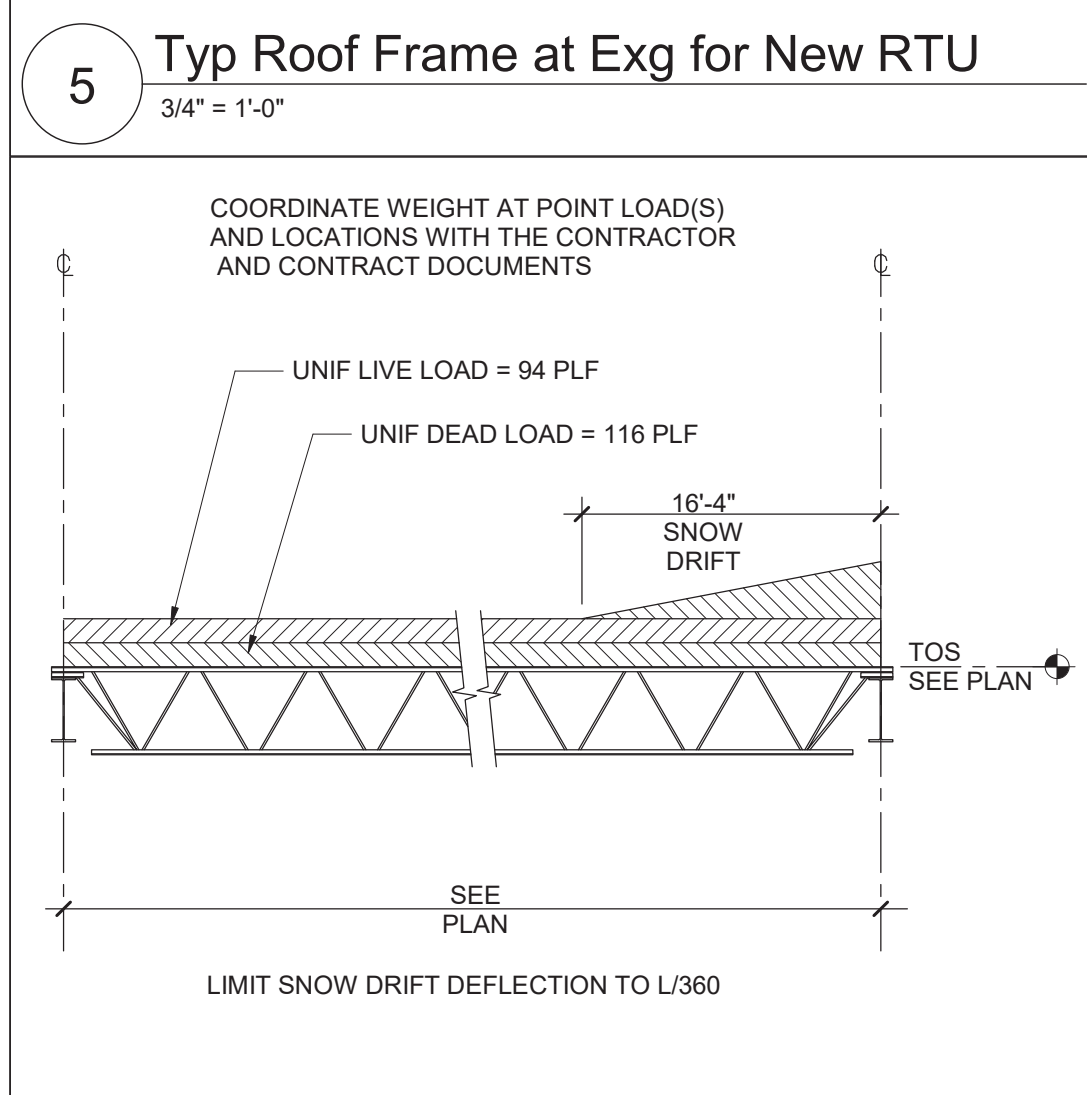 5
Typ Roof Frame at Exg for New RTU
3/4" = 1'-0"
COORDINATE WEIGHT AT POINT LOAD(S)
AND LOCATIONS WITH THE CONTRACTOR
AND CONTRACT DOCUMENTS
℄
℄
UNIF LIVE LOAD = 94 PLF
UNIF DEAD LOAD = 116 PLF
16'-4"
SNOW
DRIFT
TOS
SEE PLAN
SEE
PLAN
LIMIT SNOW DRIFT DEFLECTION TO L/360